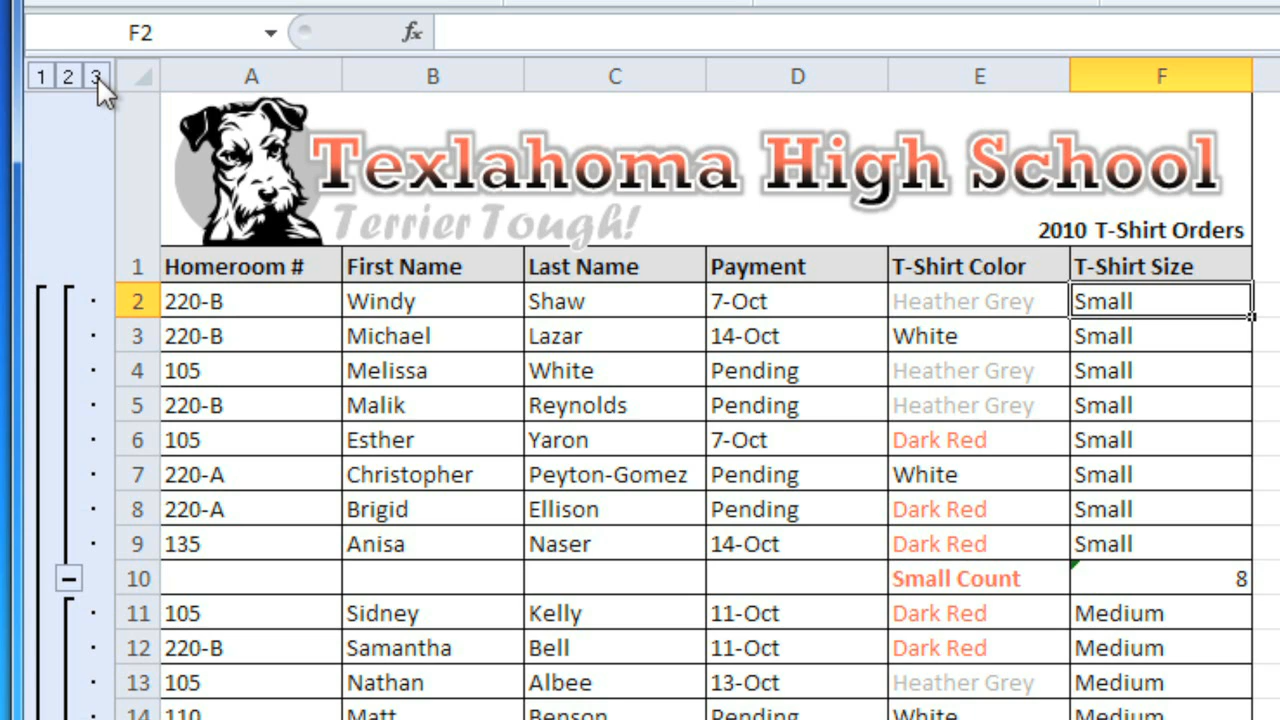 F2 fx
1 2 3 A B C D E F
Texlahoma High School
Terrier Tough!
2010 T-Shirt Orders
1 Homeroom # First Name Last Name Payment T-Shirt Color T-Shirt Size
2 220-B Windy Shaw 7-Oct Heather Grey Small
3 220-B Michael Lazar 14-Oct White Small
4 105 Melissa White Pending Heather Grey Small
5 220-B Malik Reynolds Pending Heather Grey Small
6 105 Esther Yaron 7-Oct Dark Red Small
7 220-A Christopher Peyton-Gomez Pending White Small
8 220-A Brigid Ellison Pending Dark Red Small
9 135 Anisa Naser 14-Oct Dark Red Small
10 Small Count 8
11 105 Sidney Kelly 11-Oct Dark Red Medium
12 220-B Samantha Bell 11-Oct Dark Red Medium
13 105 Nathan Albee 13-Oct Heather Grey Medium
14 110 Matt Benson Pending White Medium